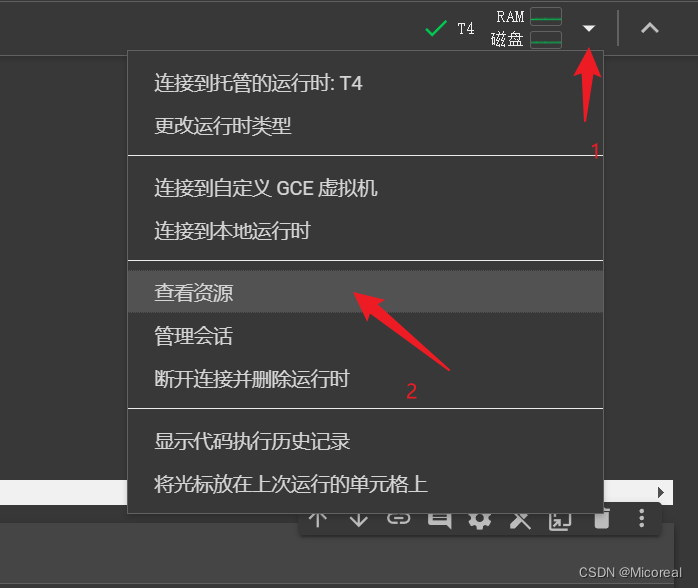 T4
RAM
磁盘
连接到托管的运行时: T4
更改运行时类型
1
连接到自定义 GCE 虚拟机
连接到本地运行时
查看资源
管理会话
断开连接并删除运行时
2
显示代码执行历史记录
将光标放在上次运行的单元格上
CSDN @Micoreal